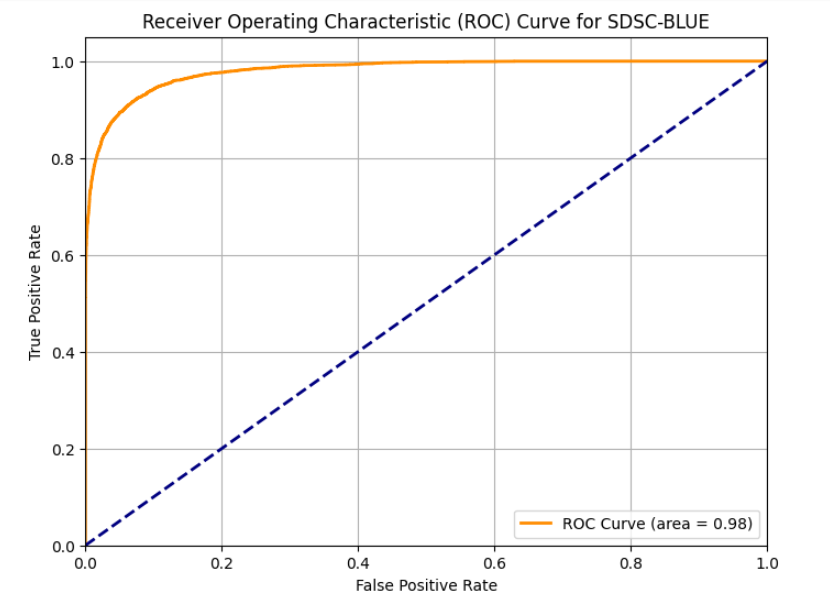 Receiver Operating Characteristic (ROC) Curve for SDSC-BLUE
1.0
0.8
0.6
0.4
0.2
0.0
True Positive Rate
ROC Curve (area = 0.98)
0.0 0.2 0.4 0.6 0.8 1.0
False Positive Rate